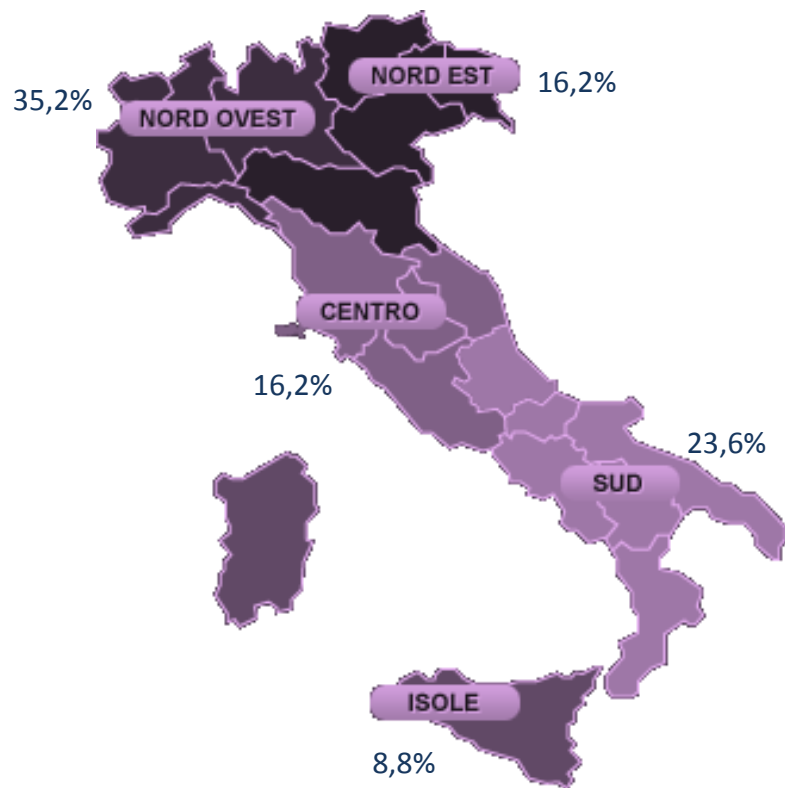 NORD EST
16,2%
35,2%
NORD OVEST
CENTRO
16,2%
23,6%
SUD
ISOLE
8,8%